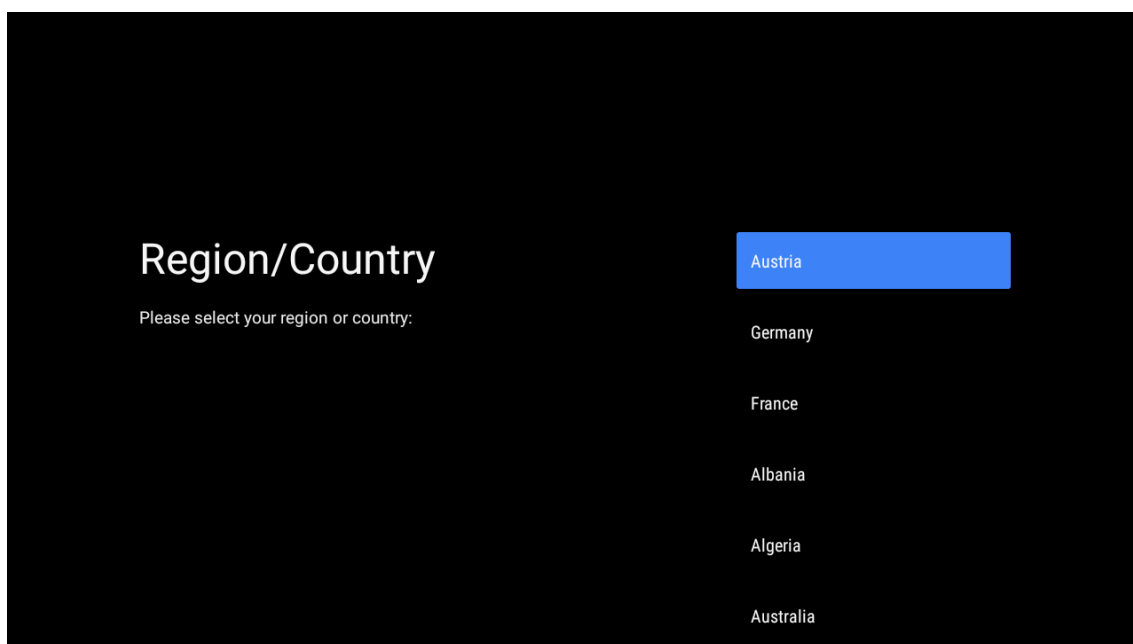 Region/Country
Please select your region or country:
Austria
Germany
France
Albania
Algeria
Australia